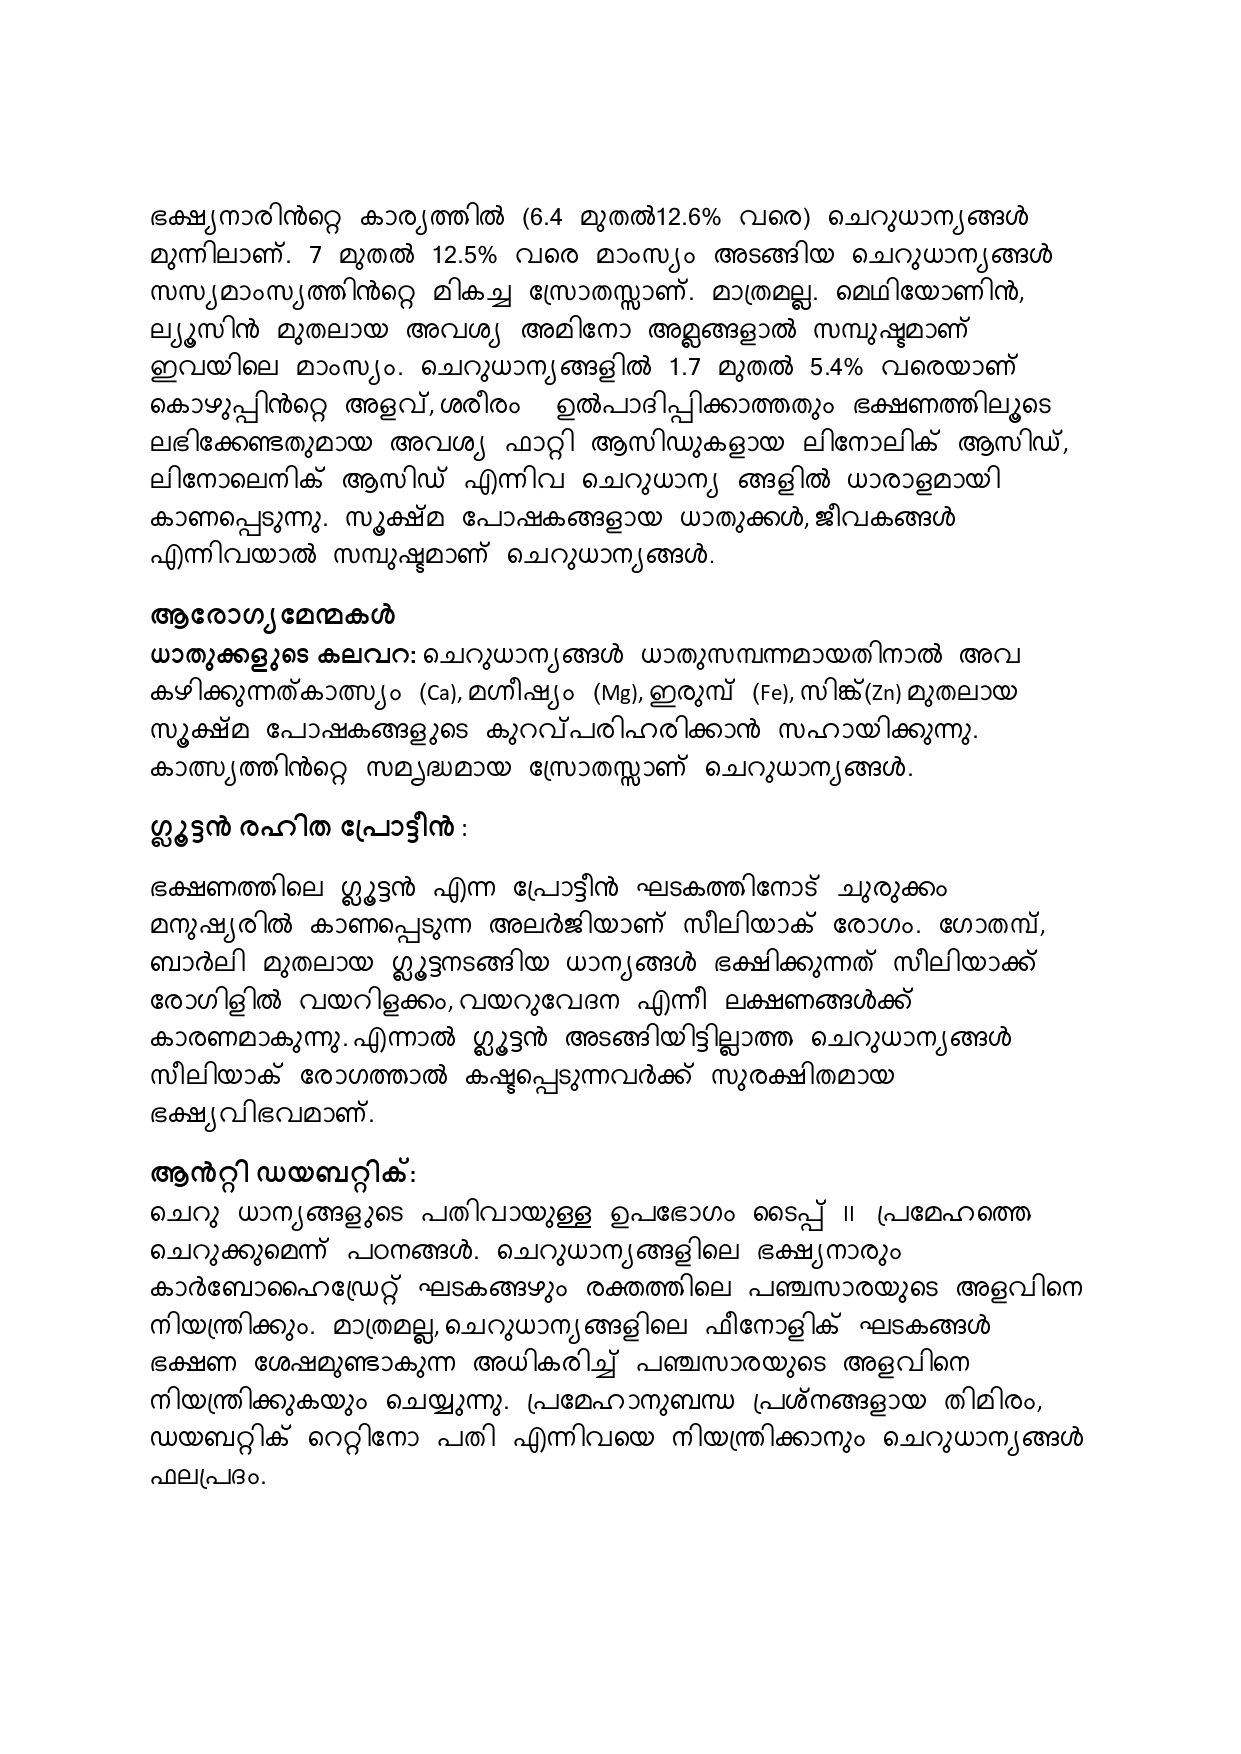 ഭക്ഷ്യനാരിൻറ്റെ കാര്യത്തിൽ (6.4 മുതൽ12.6% വരെ) ചെറുധാന്യങ്ങൾ
മുന്നിലാണ്. 7 മുതൽ 12.5% വരെ മാംസ്യം അടങ്ങിയ ചെറുധാന്യങ്ങൾ
സസ്യമാംസ്യത്തിൻറ്റെ മികച്ച സ്രോതസ്സാണ്. മാത്രമല്ല. മെഥിയോണിൻ,
ല്യൂസിൻ മുതലായ അവശ്യ അമിനോ അമ്ലങ്ങളാൽ സമ്പുഷ്ടമാണ്
ഇവയിലെ മാംസ്യം. ചെറുധാന്യങ്ങളിൽ 1.7 മുതൽ 5.4% വരെയാണ്
കൊഴുപ്പിൻറ്റെ അളവ്, ശരീരം ഉൽപാദിപ്പിക്കാത്തതും ഭക്ഷണത്തിലൂടെ
ലഭിക്കേണ്ടതുമായ അവശ്യ ഫാറ്റി ആസിഡുകളായ ലിനോലിക് ആസിഡ്,
ലിനോലെനിക് ആസിഡ് എന്നിവ ചെറുധാന്യ ങ്ങളിൽ ധാരാളമായി
കാണപ്പെടുന്നു. സൂക്ഷ്മ പോഷകങ്ങളായ ധാതുക്കൾ, ജീവകങ്ങൾ
എന്നിവയാൽ സമ്പുഷ്ടമാണ് ചെറുധാന്യങ്ങൾ.
ആരോഗ്യമേന്മകൾ
ധാതുക്കളുടെ കലവറ: ചെറുധാന്യങ്ങൾ ധാതുസമ്പന്നമായതിനാൽ അവ
കഴിക്കുന്നത്കാത്സ്യം (Ca), മഗ്നീഷ്യം (Mg), ഇരുമ്പ് (Fe), സിങ്ക്(Zn) മുതലായ
സൂക്ഷ്മ പോഷകങ്ങളുടെ കുറവ്പരിഹരിക്കാൻ സഹായിക്കുന്നു.
കാത്സ്യത്തിൻറ്റെ സമൃദ്ധമായ സ്രോതസ്സാണ് ചെറുധാന്യങ്ങൾ.
ഗ്ലൂട്ടൻ രഹിത പ്രോട്ടീൻ :
ഭക്ഷണത്തിലെ ഗ്ലൂട്ടൻ എന്ന പ്രോട്ടീൻ ഘടകത്തിനോട് ചുരുക്കം
മനുഷ്യരിൽ കാണപ്പെടുന്ന അലർജിയാണ് സീലിയാക് രോഗം. ഗോതമ്പ്,
ബാർലി മുതലായ ഗ്ലൂട്ടനടങ്ങിയ ധാന്യങ്ങൾ ഭക്ഷിക്കുന്നത് സീലിയാക്ക്
രോഗിളിൽ വയറിളക്കം, വയറുവേദന എന്നീ ലക്ഷണങ്ങൾക്ക്
കാരണമാകുന്നു. എന്നാൽ ഗ്ലൂട്ടൻ അടങ്ങിയിട്ടില്ലാത്ത ചെറുധാന്യങ്ങൾ
സീലിയാക് രോഗത്താൽ കഷ്ടപ്പെടുന്നവർക്ക് സുരക്ഷിതമായ
ഭക്ഷ്യവിഭവമാണ്.
ആൻറ്റി ഡയബറ്റിക്:
ചെറു ധാന്യങ്ങളുടെ പതിവായുള്ള ഉപഭോഗം ടൈപ്പ് II പ്രമേഹത്തെ
ചെറുക്കുമെന്ന് പഠനങ്ങൾ. ചെറുധാന്യങ്ങളിലെ ഭക്ഷ്യനാരും
കാർബോഹൈഡ്രേറ്റ് ഘടകങ്ങഴും രക്തത്തിലെ പഞ്ചസാരയുടെ അളവിനെ
നിയന്ത്രിക്കും. മാത്രമല്ല, ചെറുധാന്യങ്ങളിലെ ഫീനോളിക് ഘടകങ്ങൾ
ഭക്ഷണ ശേഷമുണ്ടാകുന്ന അധികരിച്ച് പഞ്ചസാരയുടെ അളവിനെ
നിയന്ത്രിക്കുകയും ചെയ്യുന്നു. പ്രമേഹാനുബന്ധ പ്രശ്നങ്ങളായ തിമിരം,
ഡയബറ്റിക് റെറ്റിനോ പതി എന്നിവയെ നിയന്ത്രിക്കാനും ചെറുധാന്യങ്ങൾ
ഫലപ്രദം.